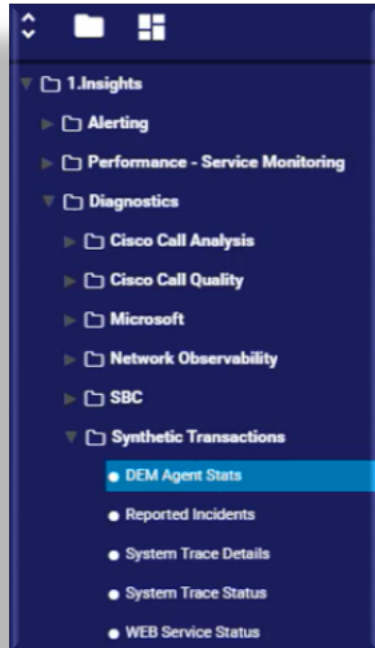 1.Insights
Alerting
Performance - Service Monitoring
Diagnostics
Cisco Call Analysis
Cisco Call Quality
Microsoft
Network Observability
SBC
Synthetic Transactions
DEM Agent Stats
Reported Incidents
System Trace Details
System Trace Status
WEB Service Status